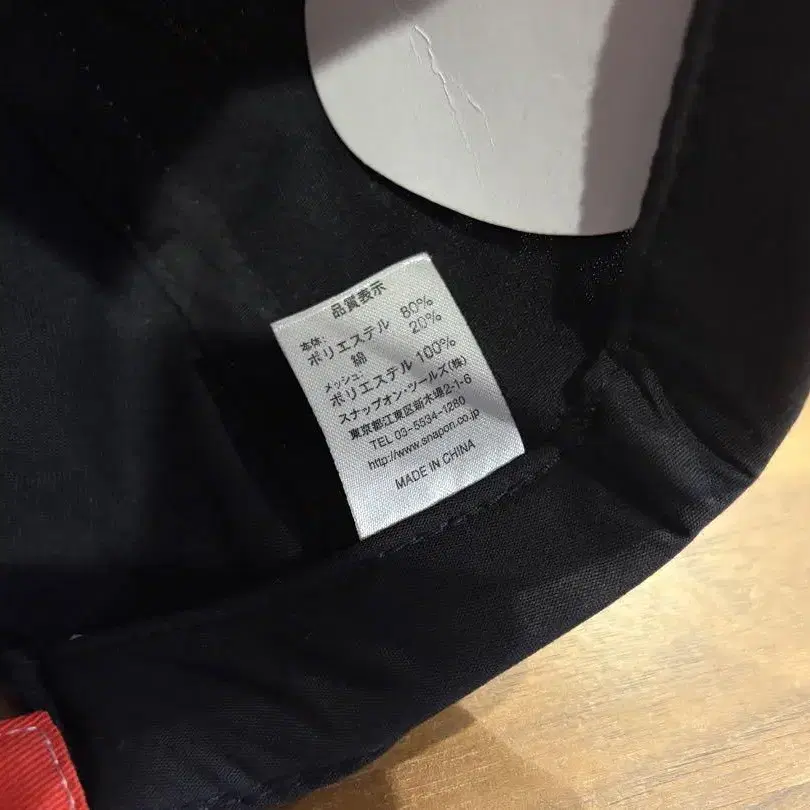 品質表示
本体:
ポリエステル 80%
綿 20%
メッシュ:
ポリエステル 100%
スナップオン・ツールズ(株)
東京都江東区新木場2-1-6
TEL 03-5534-1280
http://www.snapon.co.jp
MADE IN CHINA